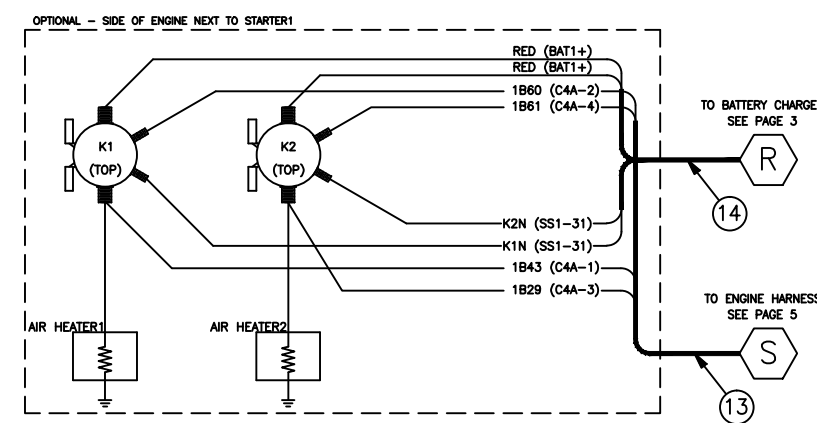 OPTIONAL – SIDE OF ENGINE NEXT TO STARTER1
RED (BAT1+)
RED (BAT1+)
1B60 (C4A–2)
1B61 (C4A–4)
TO BATTERY CHARGE
SEE PAGE 3
K1
(TOP)
K2
(TOP)
R
14
K2N (SS1–31)
K1N (SS1–31)
1B43 (C4A–1)
1B29 (C4A–3)
TO ENGINE HARNESS
SEE PAGE 5
AIR HEATER1
AIR HEATER2
S
13